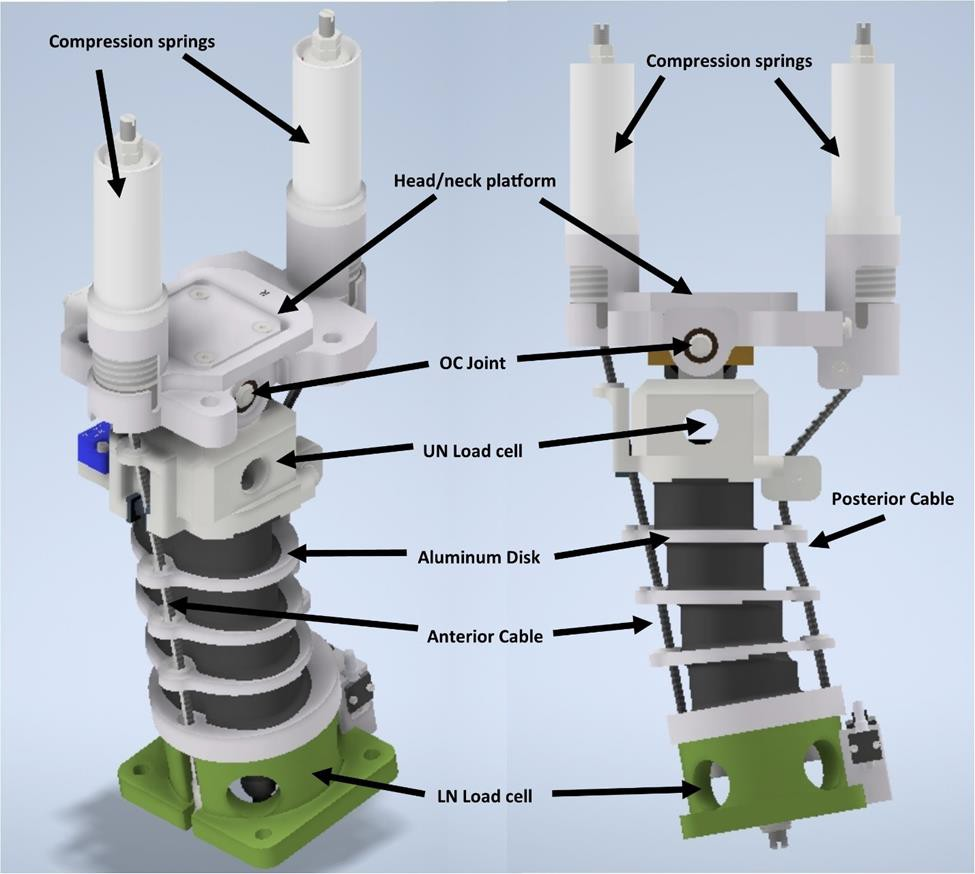 Compression springs
Compression springs
Head/neck platform
OC Joint
UN Load cell
Posterior Cable
Aluminum Disk
Anterior Cable
LN Load cell